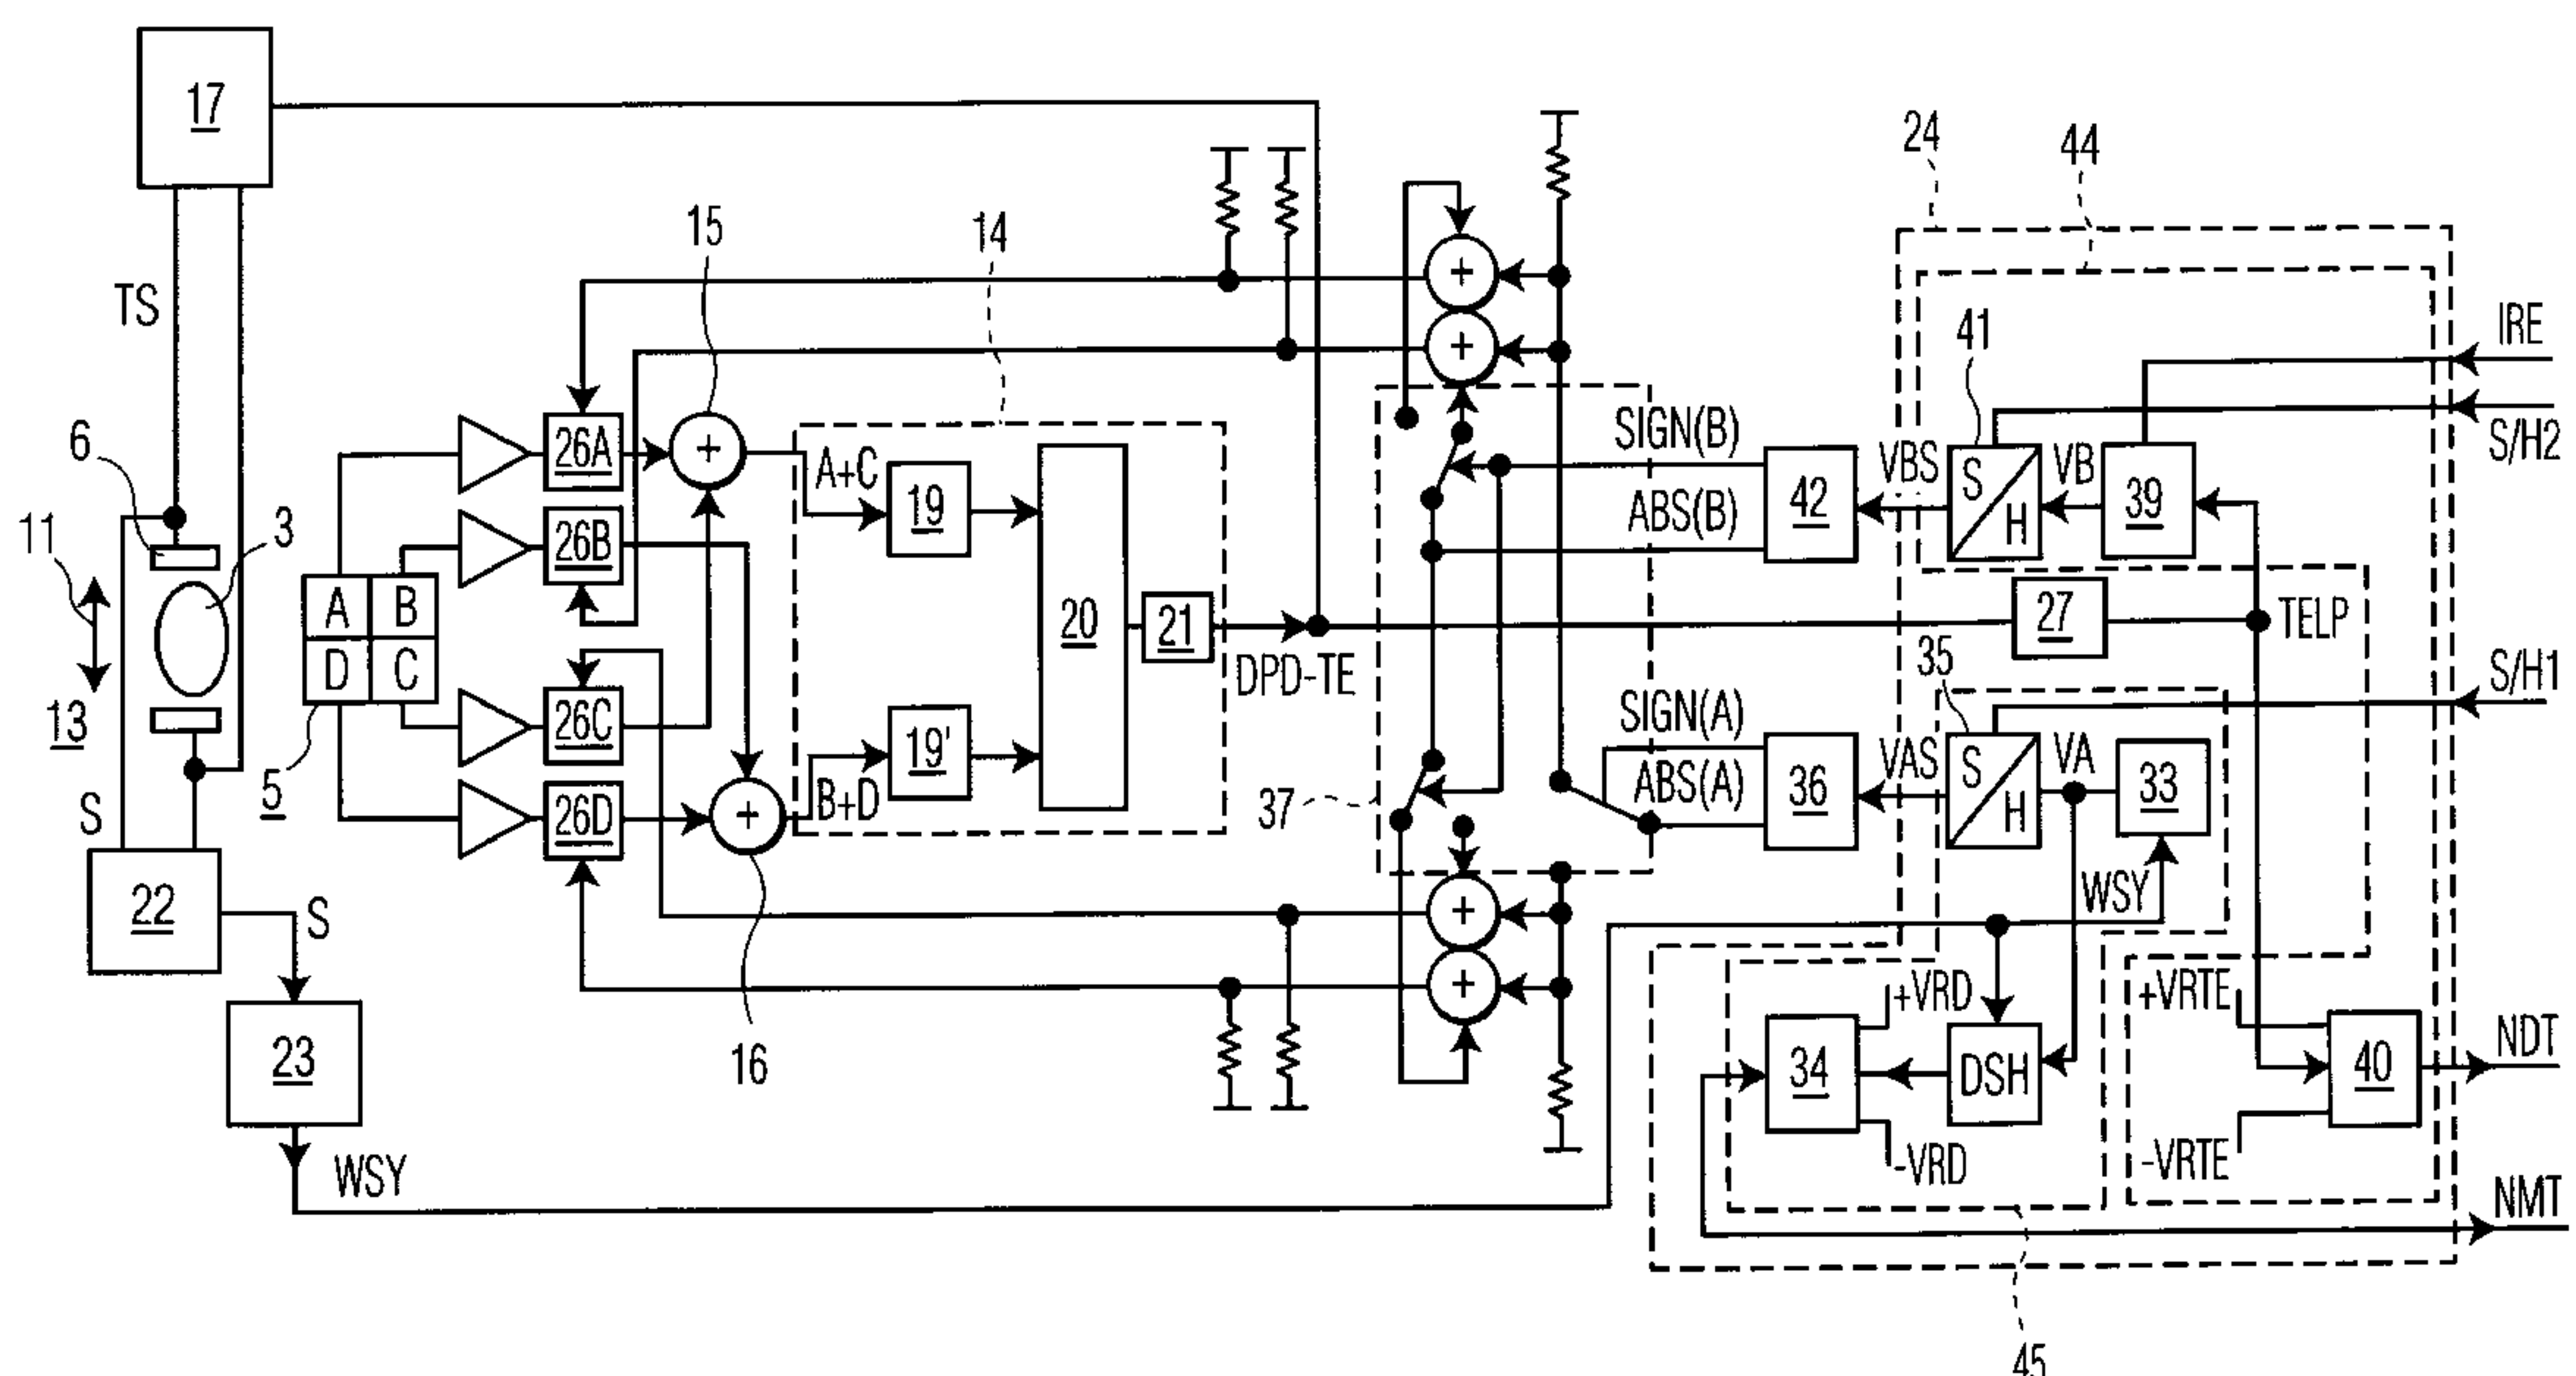 17
24
44
15
14
TS
IRE
41
S/H2
6
3
26A
+
A+C
19
SIGN(B)
ABS(B)
42
VBS
S
H
VB
39
11
26B
A
B
D
C
20
21
DPD-TE
27
TELP
S/H1
35
13
5
26C
19'
B+D
26D
+
37
SIGN(A)
ABS(A)
36
VAS
S
H
VA
33
WSY
S
22
S
23
16
+
+
+
+
+VRD
34
DSH
-VRD
+VRTE
40
-VRTE
NDT
NMT
WSY
45